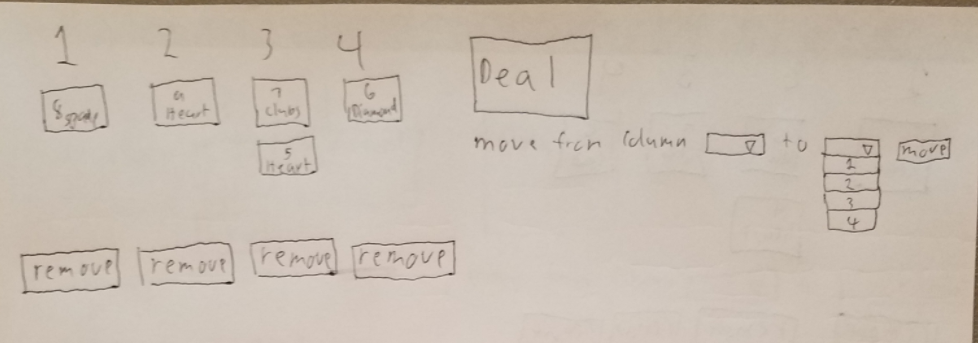 1 2 3 4
Deal
8 spade
9 Heart
7 Clubs
6 Diamond
5 Heart
move from Column to move
1
2
3
4
remove remove remove remove